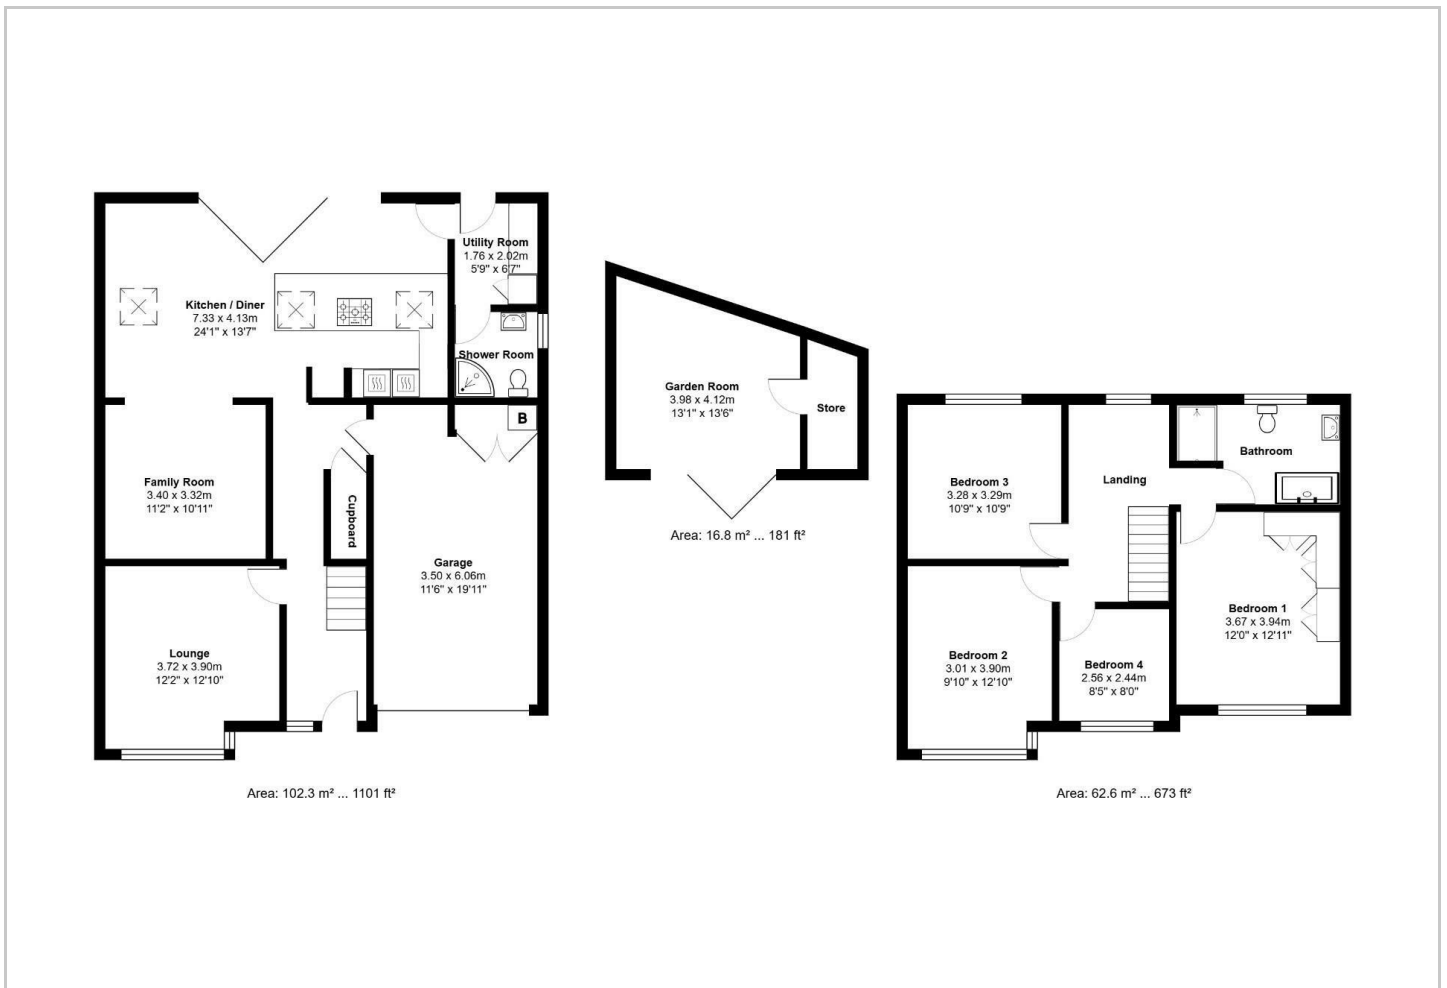 Utility Room
1.76 x 2.02m
5'9" x 6'7"
Kitchen / Diner
7.33 x 4.13m
24'1" x 13'7"
Shower Room
B
Family Room
3.40 x 3.32m
11'2" x 10'11"
Cupboard
Garage
3.50 x 6.06m
11'6" x 19'11"
Lounge
3.72 x 3.90m
12'2" x 12'10"
Area: 102.3 m² ... 1101 ft²
Garden Room
3.98 x 4.12m
13'1" x 13'6"
Store
Area: 16.8 m² ... 181 ft²
Bathroom
Landing
Bedroom 3
3.28 x 3.29m
10'9" x 10'9"
Bedroom 1
3.67 x 3.94m
12'0" x 12'11"
Bedroom 2
3.01 x 3.90m
9'10" x 12'10"
Bedroom 4
2.56 x 2.44m
8'5" x 8'0"
Area: 62.6 m² ... 673 ft²